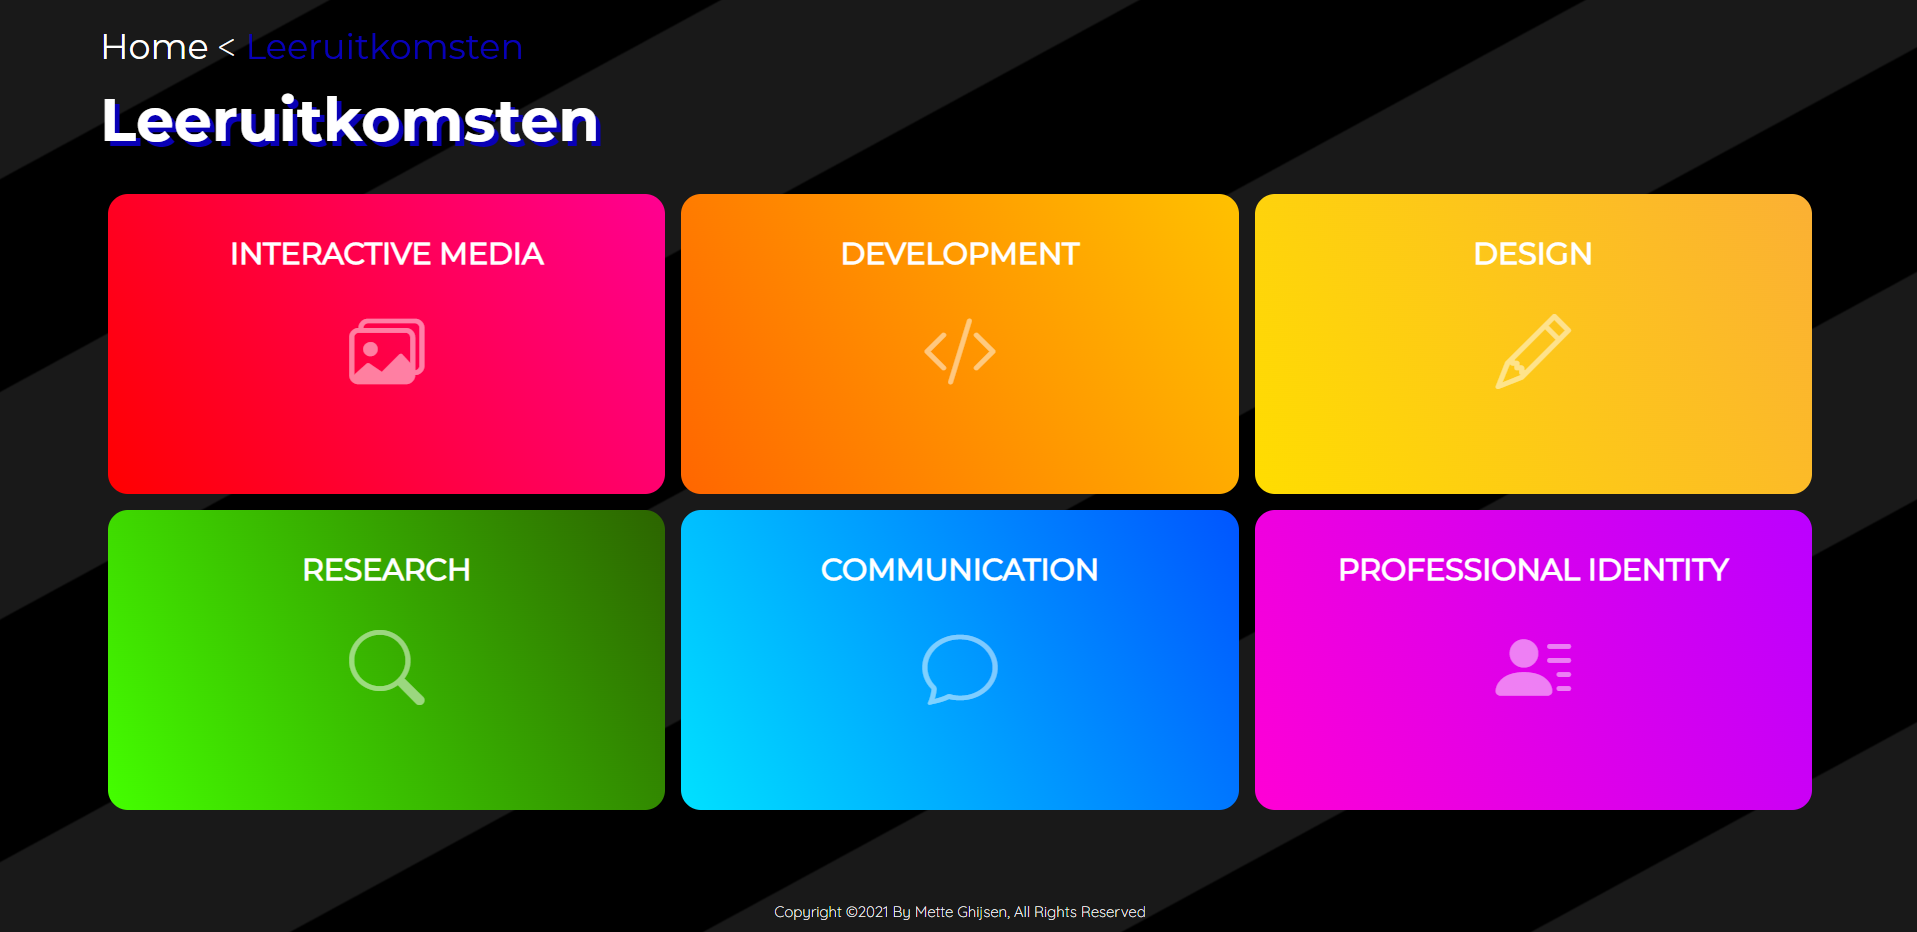 Home < Leeruitkomsten
Leeruitkomsten
INTERACTIVE MEDIA
DEVELOPMENT
DESIGN
RESEARCH
COMMUNICATION
PROFESSIONAL IDENTITY
Copyright ©2021 By Mette Ghijsen, All Rights Reserved